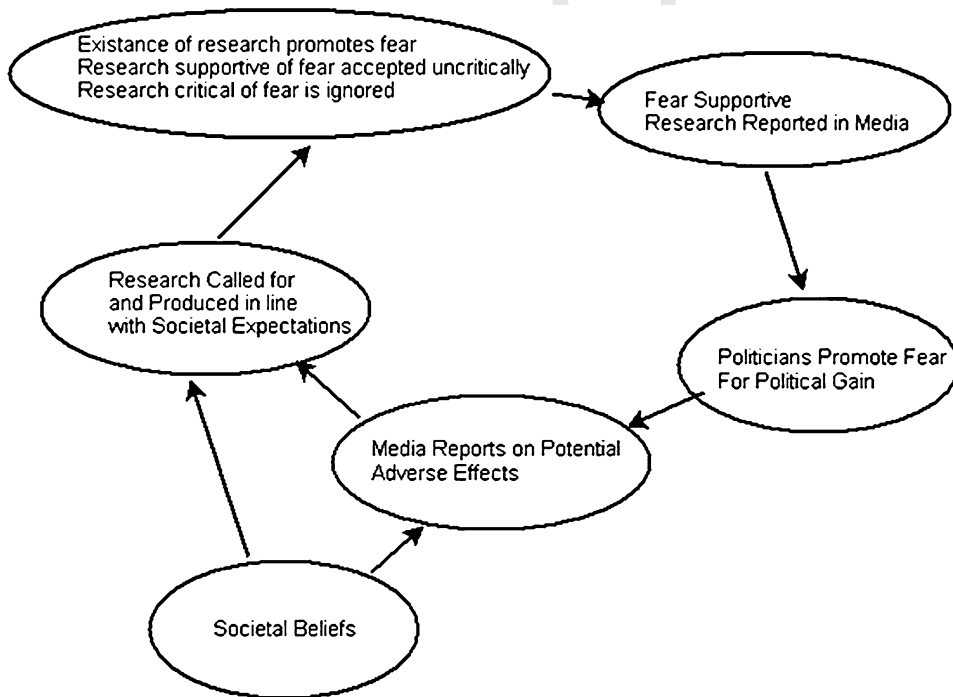 Existance of research promotes fear
Research supportive of fear accepted uncritically
Research critical of fear is ignored
Fear Supportive
Research Reported in Media
Research Called for
and Produced in line
with Societal Expectations
Politicians Promote Fear
For Political Gain
Media Reports on Potential
Adverse Effects
Societal Beliefs